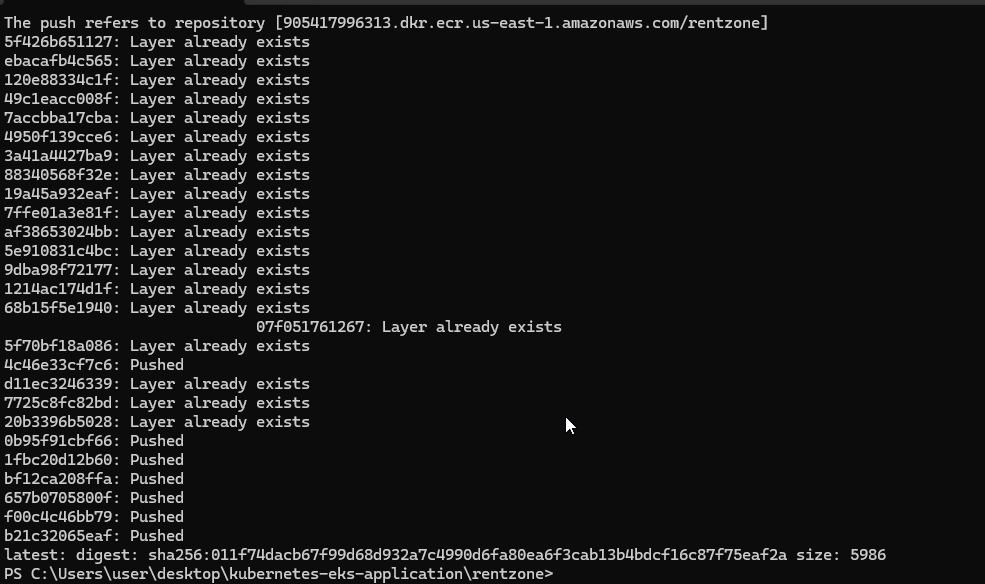 The push refers to repository [905417996313.dkr.ecr.us-east-1.amazonaws.com/rentzone]
5f426b651127: Layer already exists
ebacafb4c565: Layer already exists
120e88334c1f: Layer already exists
49c1eacc008f: Layer already exists
7accbba17cba: Layer already exists
4950f139cce6: Layer already exists
3a41a4427ba9: Layer already exists
88340568f32e: Layer already exists
19a45a932eaf: Layer already exists
7ffe01a3e81f: Layer already exists
af38653024bb: Layer already exists
5e910831c4bc: Layer already exists
9dba98f72177: Layer already exists
1214ac174d1f: Layer already exists
68b15f5e1940: Layer already exists
07f051761267: Layer already exists
5f70bf18a086: Layer already exists
4c46e33cf7c6: Pushed
d11ec3246339: Layer already exists
7725c8fc82bd: Layer already exists
20b3396b5028: Layer already exists
0b95f91cbf66: Pushed
1fbc20d12b60: Pushed
bf12ca208ffa: Pushed
657b0705800f: Pushed
f00c4c46bb79: Pushed
b21c32065eaf: Pushed
latest: digest: sha256:011f74dacb67f99d68d932a7c4990d6fa80ea6f3cab13b4bdcf16c87f75eaf2a size: 5986
PS C:\Users\user\desktop\kubernetes-eks-application\rentzone>